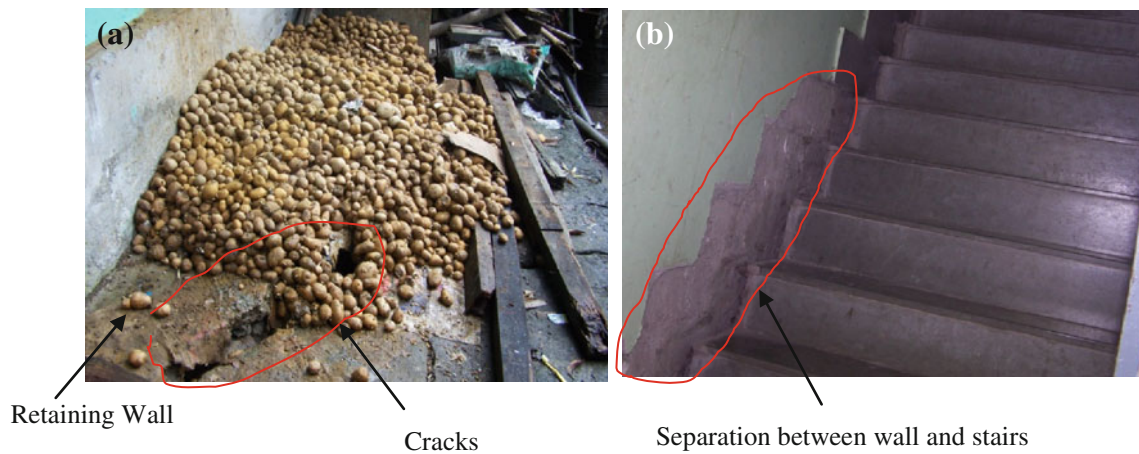 (a)
(b)
Retaining Wall
Cracks
Separation between wall and stairs